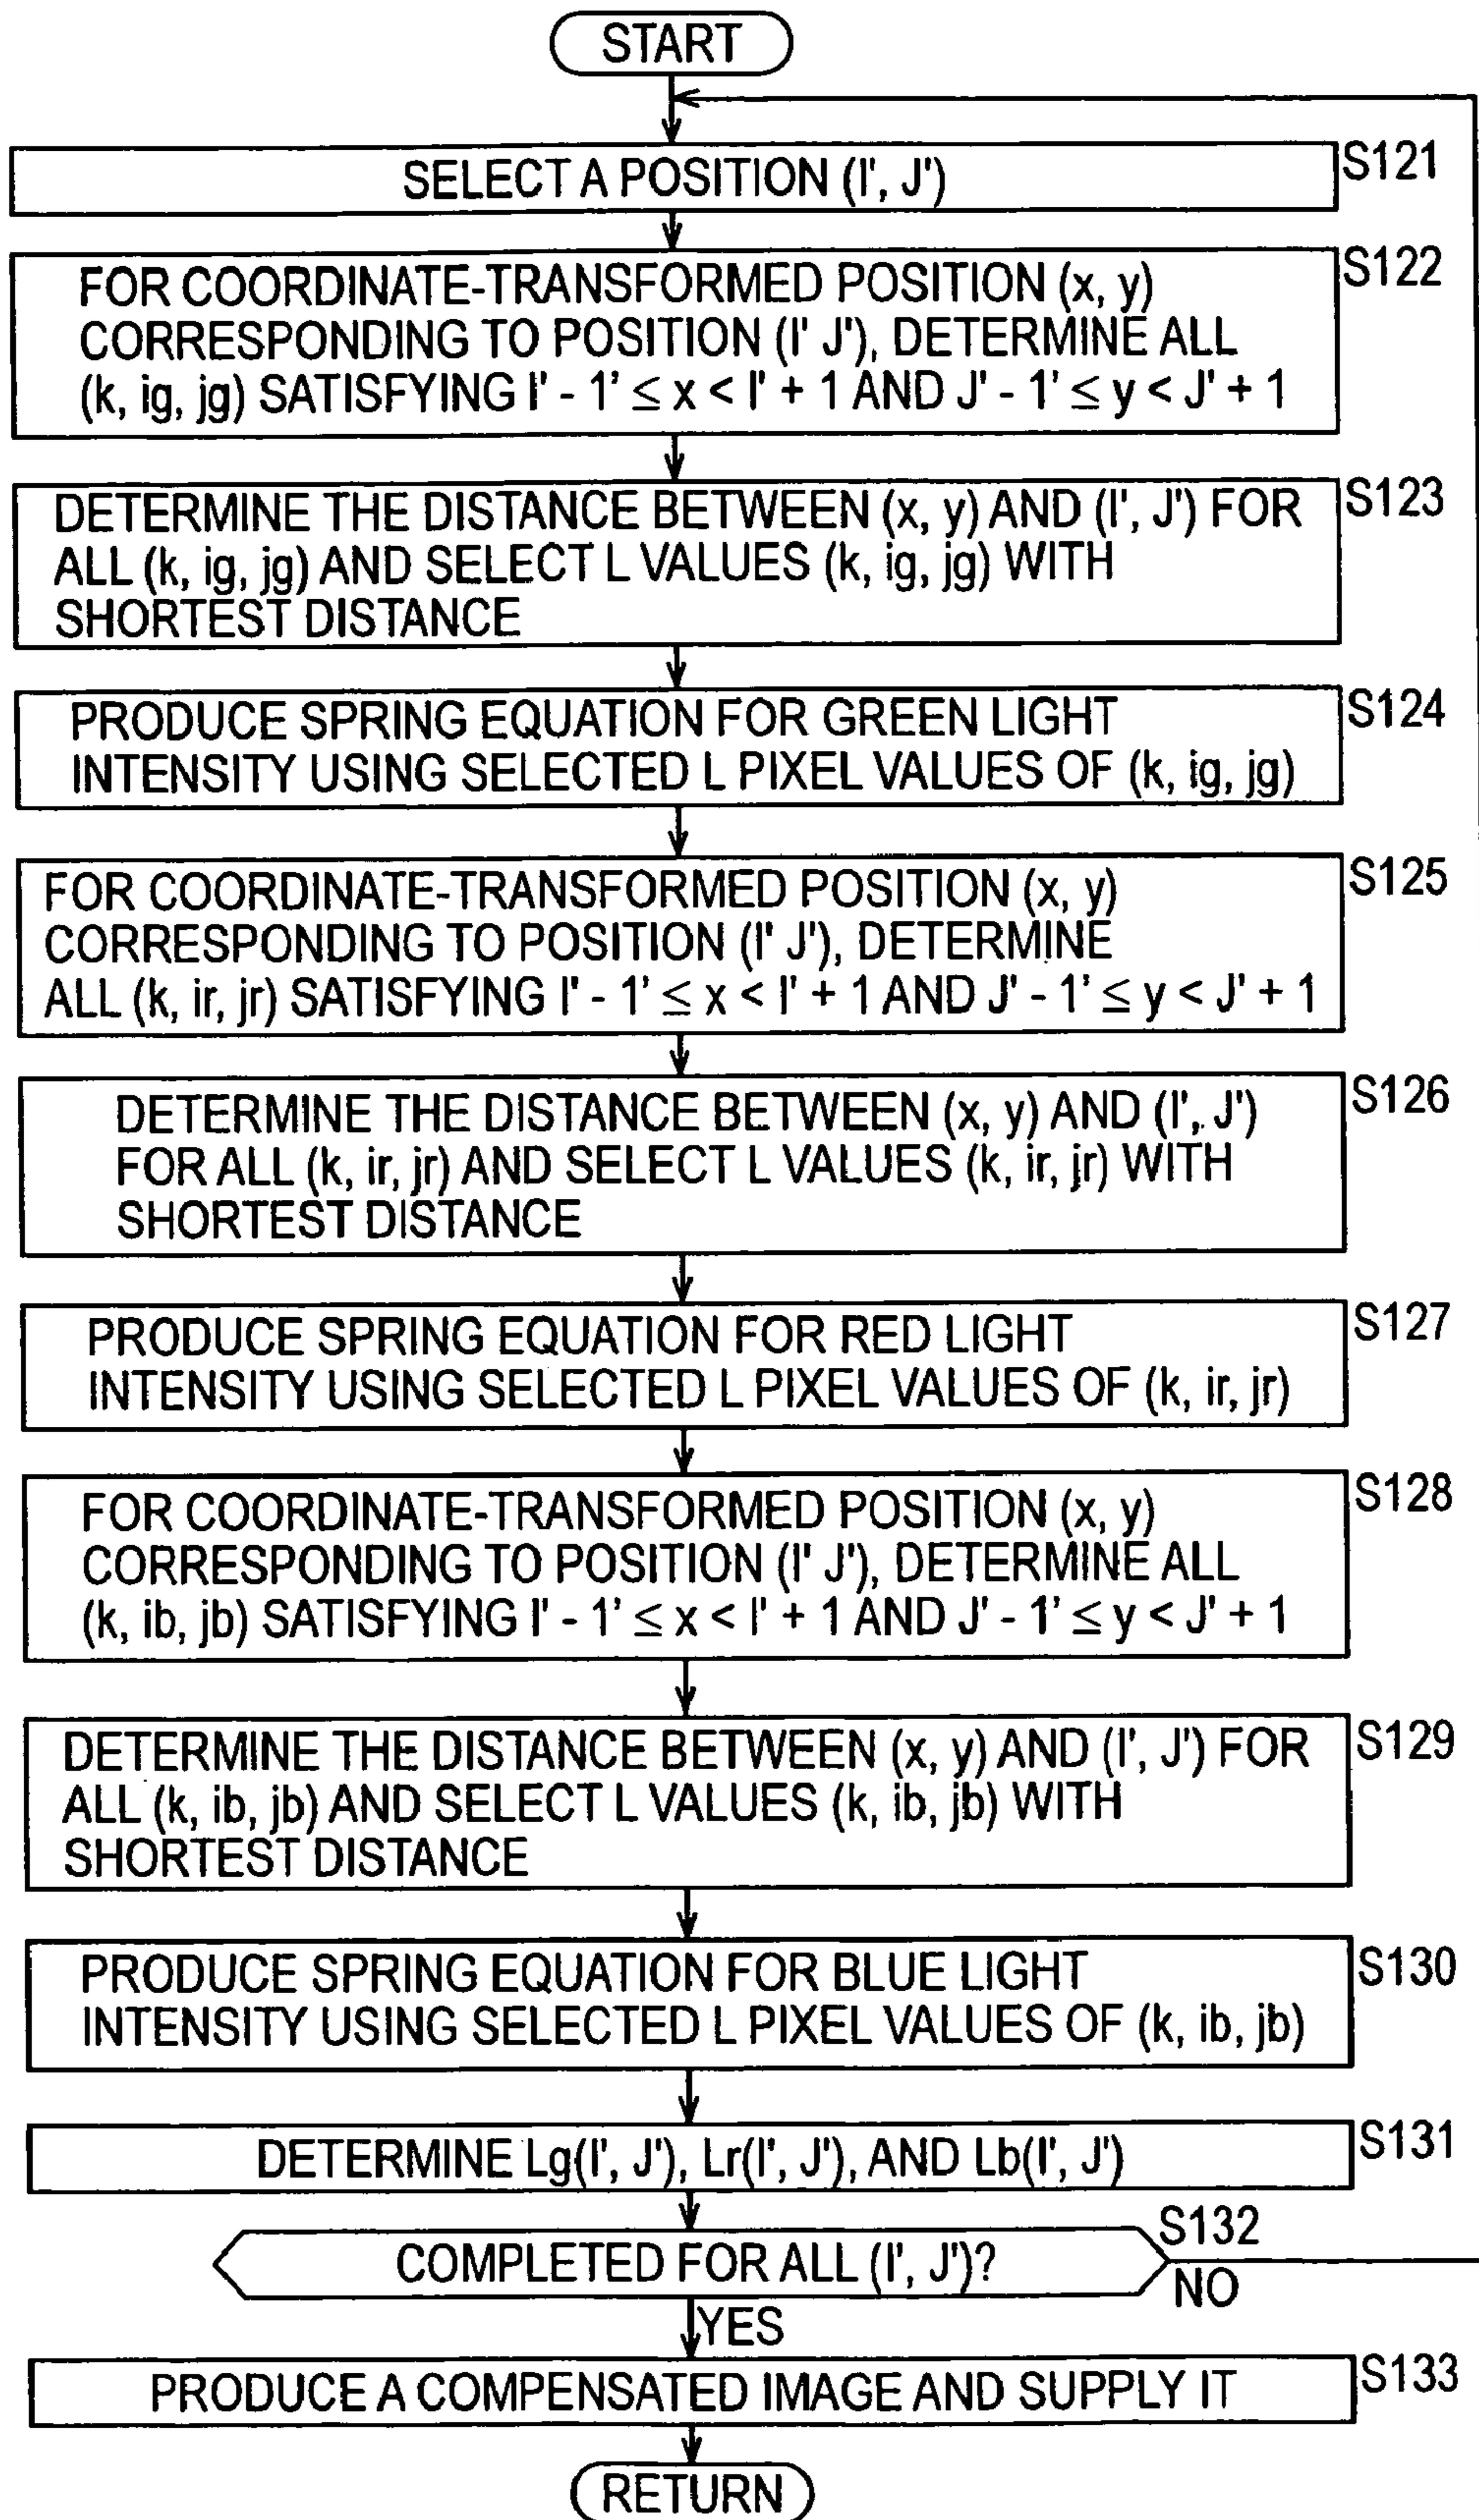 START
SELECT A POSITION (I', J')
S121
FOR COORDINATE-TRANSFORMED POSITION (x, y)
CORRESPONDING TO POSITION (I' J'), DETERMINE ALL
(k, ig, jg) SATISFYING I' - 1' ≤ x < I' + 1 AND J' - 1' ≤ y < J' + 1
S122
DETERMINE THE DISTANCE BETWEEN (x, y) AND (I', J') FOR
ALL (k, ig, jg) AND SELECT L VALUES (k, ig, jg) WITH
SHORTEST DISTANCE
S123
PRODUCE SPRING EQUATION FOR GREEN LIGHT
INTENSITY USING SELECTED L PIXEL VALUES OF (k, ig, jg)
S124
FOR COORDINATE-TRANSFORMED POSITION (x, y)
CORRESPONDING TO POSITION (I' J'), DETERMINE
ALL (k, ir, jr) SATISFYING I' - 1' ≤ x < I' + 1 AND J' - 1' ≤ y < J' + 1
S125
DETERMINE THE DISTANCE BETWEEN (x, y) AND (I', J')
FOR ALL (k, ir, jr) AND SELECT L VALUES (k, ir, jr) WITH
SHORTEST DISTANCE
S126
PRODUCE SPRING EQUATION FOR RED LIGHT
INTENSITY USING SELECTED L PIXEL VALUES OF (k, ir, jr)
S127
FOR COORDINATE-TRANSFORMED POSITION (x, y)
CORRESPONDING TO POSITION (I' J'), DETERMINE ALL
(k, ib, jb) SATISFYING I' - 1' ≤ x < I' + 1 AND J' - 1' ≤ y < J' + 1
S128
DETERMINE THE DISTANCE BETWEEN (x, y) AND (I', J') FOR
ALL (k, ib, jb) AND SELECT L VALUES (k, ib, jb) WITH
SHORTEST DISTANCE
S129
PRODUCE SPRING EQUATION FOR BLUE LIGHT
INTENSITY USING SELECTED L PIXEL VALUES OF (k, ib, jb)
S130
DETERMINE Lg(I', J'), Lr(I', J'), AND Lb(I', J')
S131
COMPLETED FOR ALL (I', J')?
S132
NO
YES
PRODUCE A COMPENSATED IMAGE AND SUPPLY IT
S133
RETURN